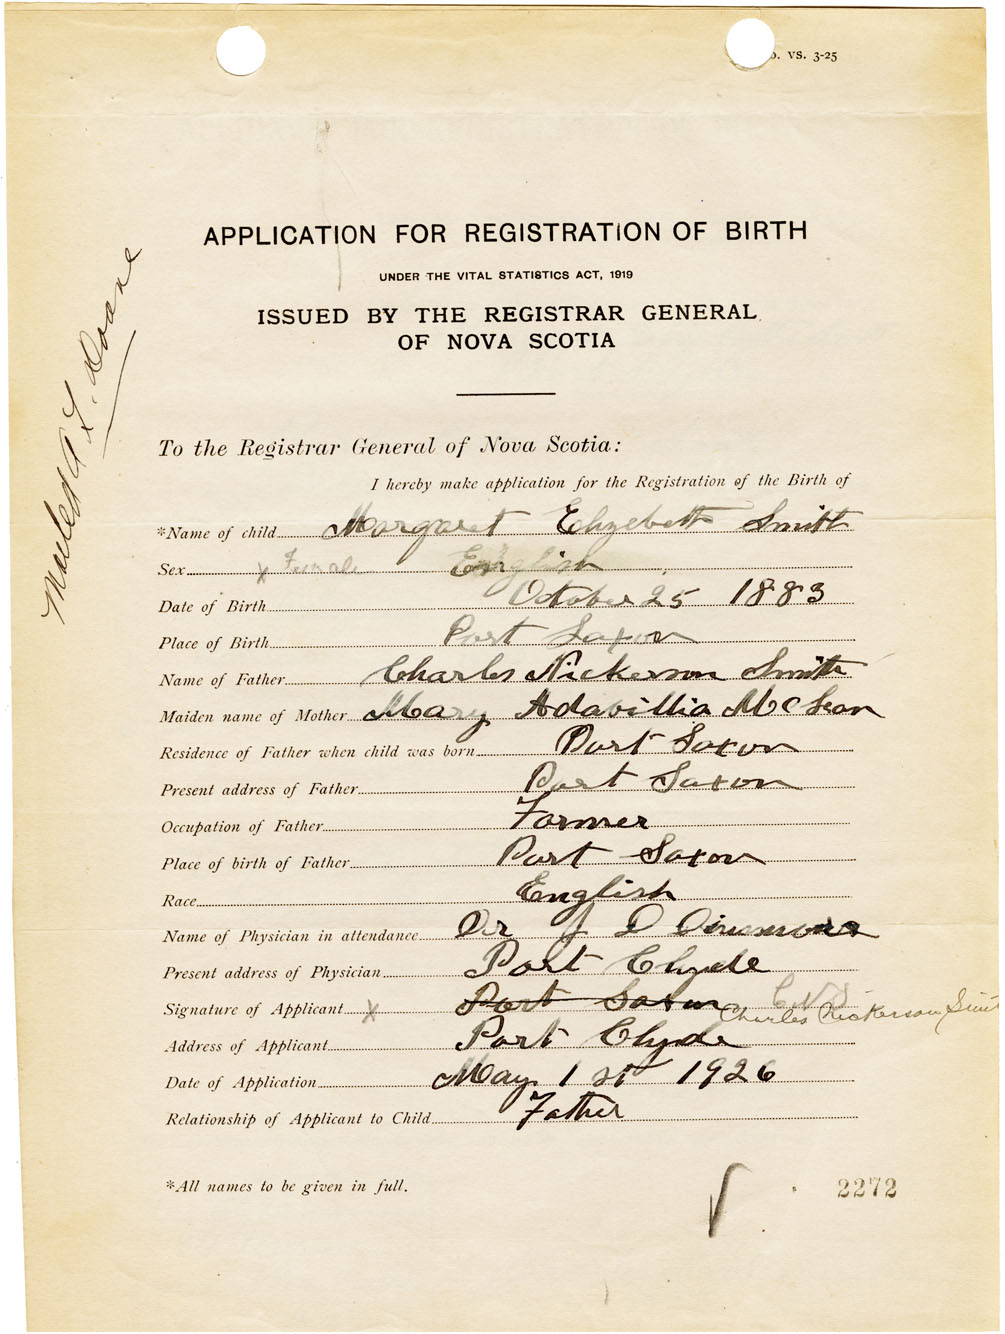 . vs. 3-25
APPLICATION FOR REGISTRATION OF BIRTH
UNDER THE VITAL STATISTICS ACT, 1919
ISSUED BY THE REGISTRAR GENERAL
OF NOVA SCOTIA
Doane
To the Registrar General of Nova Scotia:
I hereby make application for the Registration of the Birth of
*Name of child Margaret Elizebeth Smith
Sex x Female English
Date of Birth October 25 1883
Place of Birth Port Saxon
Name of Father Charles Nickerson Smith
Maiden name of Mother Mary Adavillia McLean
Residence of Father when child was born Port Saxon
Present address of Father Port Saxon
Occupation of Father Farmer
Place of birth of Father Port Saxon
Race English
Name of Physician in attendance Dr J D Dinsmore
Present address of Physician Port Clyde
Signature of Applicant x Port Saxon C N S Charles Nickerson Smit
Address of Applicant Port Clyde
Date of Application May 1 st 1926
Relationship of Applicant to Child Father
*All names to be given in full.
2272